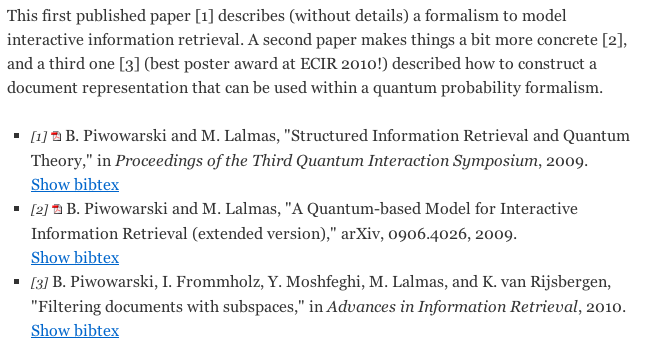 This first published paper [1] describes (without details) a formalism to model
interactive information retrieval. A second paper makes things a bit more concrete [2],
and a third one [3] (best poster award at ECIR 2010!) described how to construct a
document representation that can be used within a quantum probability formalism.
[1] B. Piwowarski and M. Lalmas, "Structured Information Retrieval and Quantum
Theory," in Proceedings of the Third Quantum Interaction Symposium, 2009.
Show bibtex
[2] B. Piwowarski and M. Lalmas, "A Quantum-based Model for Interactive
Information Retrieval (extended version)," arXiv, 0906.4026, 2009.
Show bibtex
[3] B. Piwowarski, I. Frommholz, Y. Moshfeghi, M. Lalmas, and K. van Rijsbergen,
"Filtering documents with subspaces," in Advances in Information Retrieval, 2010.
Show bibtex